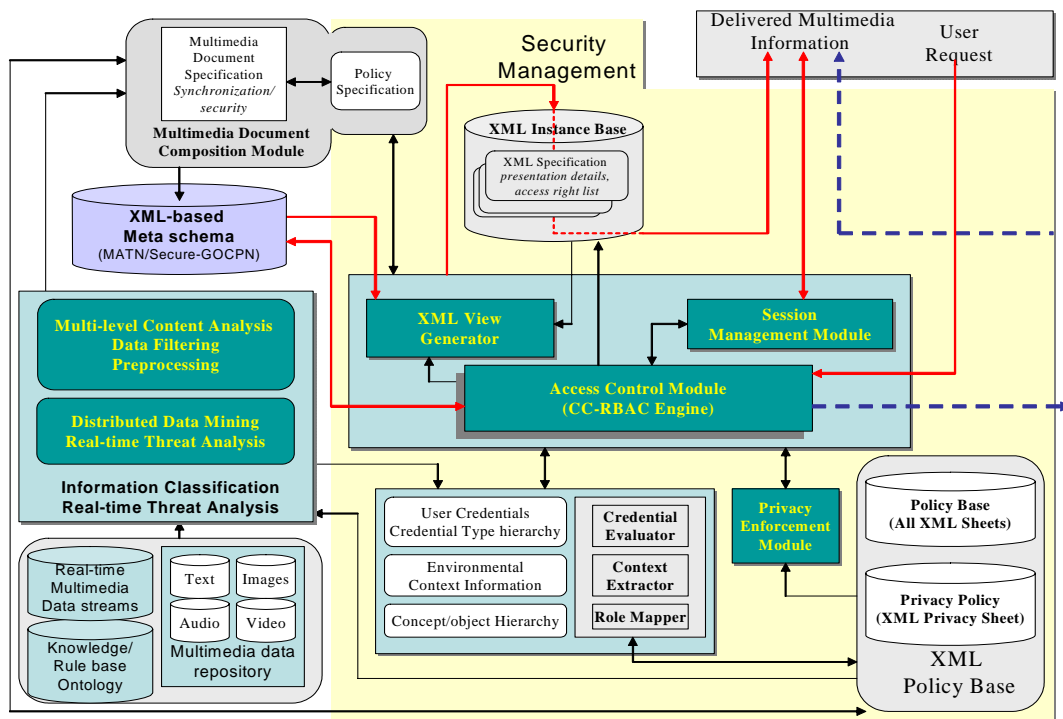 Multimedia
Document
Specification
Synchronization/
security
Multimedia Document
Composition Module
Policy
Specification
Security
Management
Delivered Multimedia
Information
User
Request
XML Instance Base
XML Specification
presentation details,
access right list
XML-based
Meta schema
(MATN/Secure-GOCPN)
Multi-level Content Analysis
Data Filtering
Preprocessing
Distributed Data Mining
Real-time Threat Analysis
Information Classification
Real-time Threat Analysis
XML View
Generator
Session
Management Module
Access Control Module
(CC-RBAC Engine)
User Credentials
Credential Type hierarchy
Environmental
Context Information
Concept/object Hierarchy
Credential
Evaluator
Context
Extractor
Role Mapper
Privacy
Enforcement
Module
Policy Base
(All XML Sheets)
Privacy Policy
(XML Privacy Sheet)
XML
Policy Base
Real-time
Multimedia
Data streams
Knowledge/
Rule base
Ontology
Text
Images
Audio
Video
Multimedia data
repository